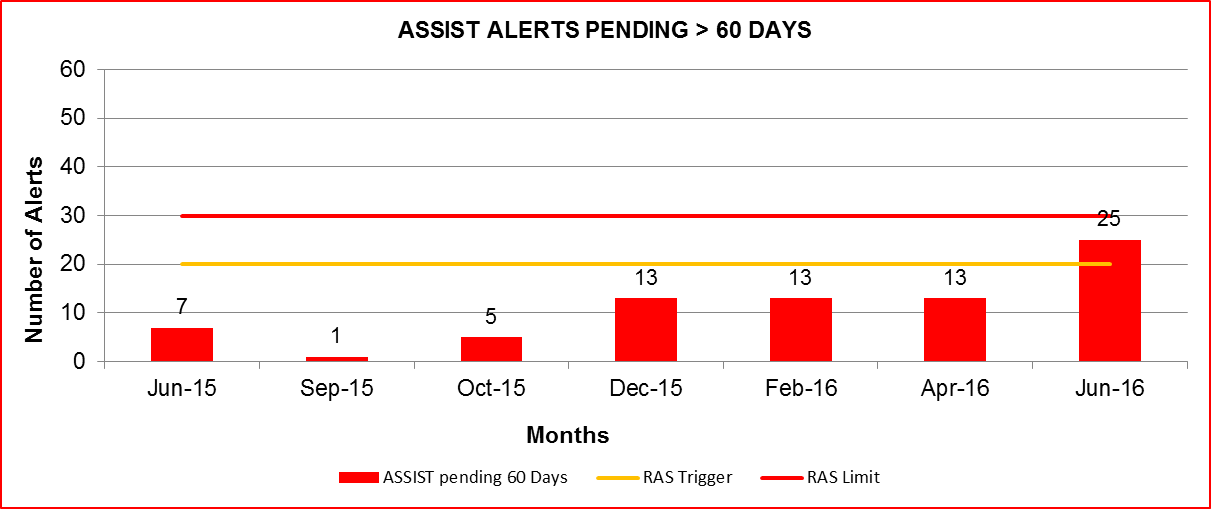 ASSIST ALERTS PENDING > 60 DAYS
60
50
40
30
20
10
0
Number of Alerts
7
1
5
13
13
13
25
Jun-15 Sep-15 Oct-15 Dec-15 Feb-16 Apr-16 Jun-16
Months
ASSIST pending 60 Days RAS Trigger RAS Limit